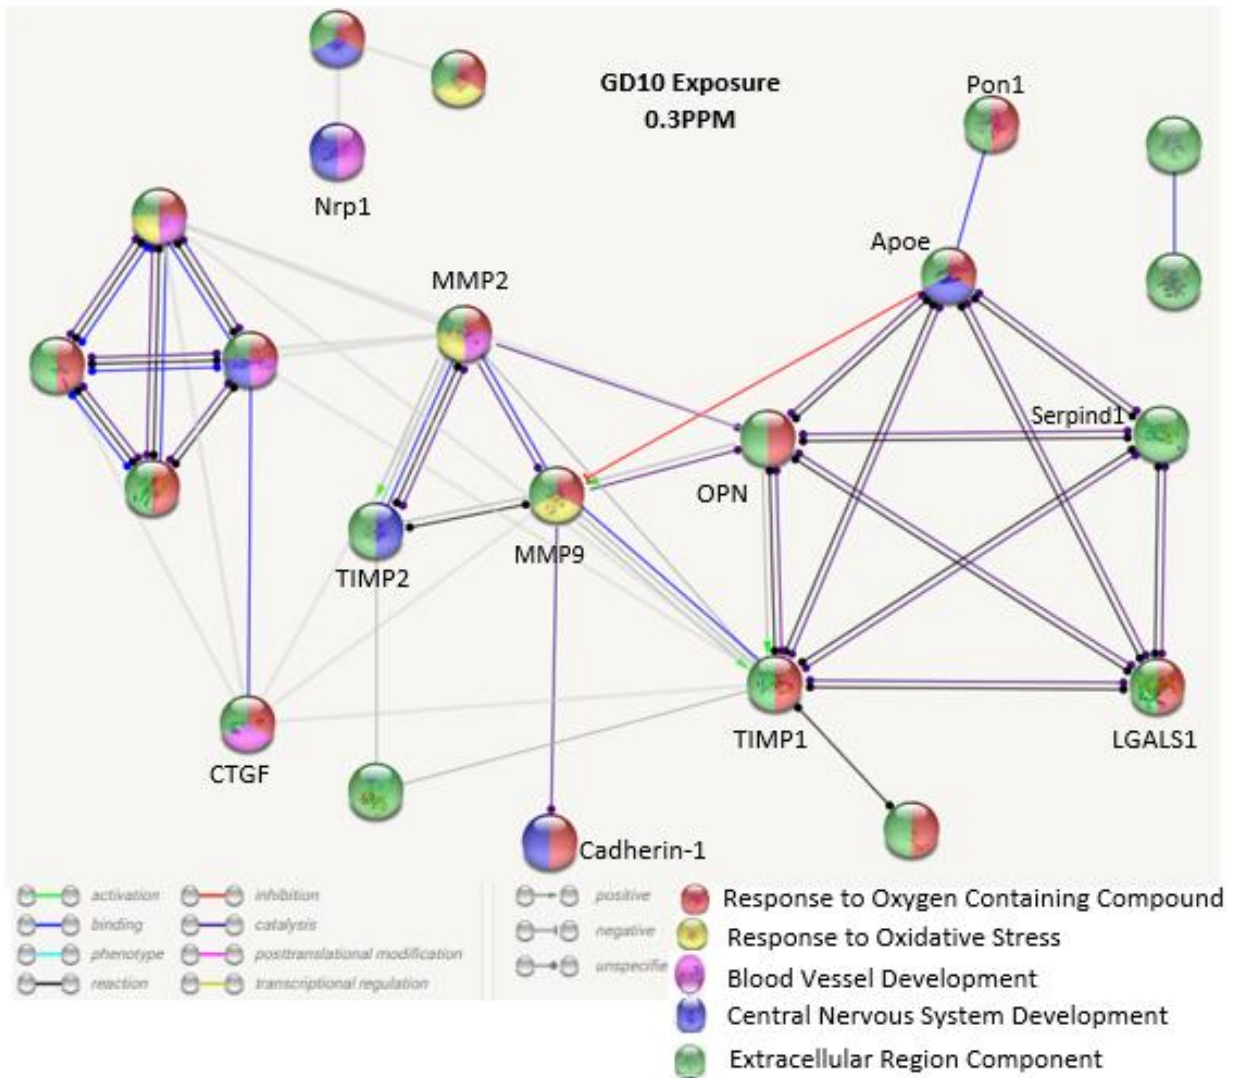 GD10 Exposure
0.3PPM
Pon1
Nrp1
Apoe
MMP2
Serpind1
OPN
MMP9
TIMP2
TIMP1
LGALS1
CTGF
Cadherin-1
activation
inhibition
binding
catalysis
phenotype
posttranslational modification
reaction
transcriptional regulation
positive
negative
unspecifie
Response to Oxygen Containing Compound
Response to Oxidative Stress
Blood Vessel Development
Central Nervous System Development
Extracellular Region Component